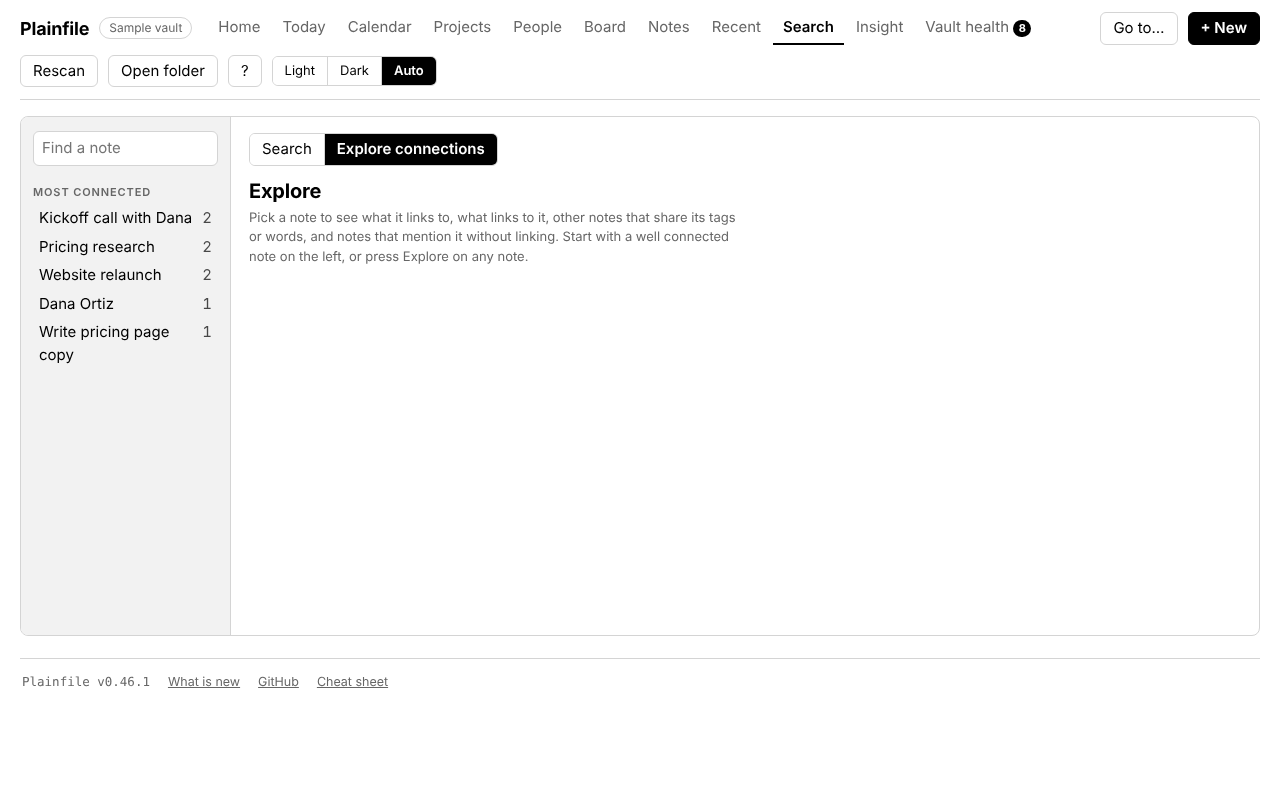 Plainfile Sample vault Home Today Calendar Projects People Board Notes Recent Search Insight Vault health 8 Go to... + New
Rescan Open folder ? Light Dark Auto
Find a note
MOST CONNECTED
Kickoff call with Dana 2
Pricing research 2
Website relaunch 2
Dana Ortiz 1
Write pricing page 1
copy
Search Explore connections
Explore
Pick a note to see what it links to, what links to it, other notes that share its tags
or words, and notes that mention it without linking. Start with a well connected
note on the left, or press Explore on any note.
Plainfile v0.46.1 What is new GitHub Cheat sheet